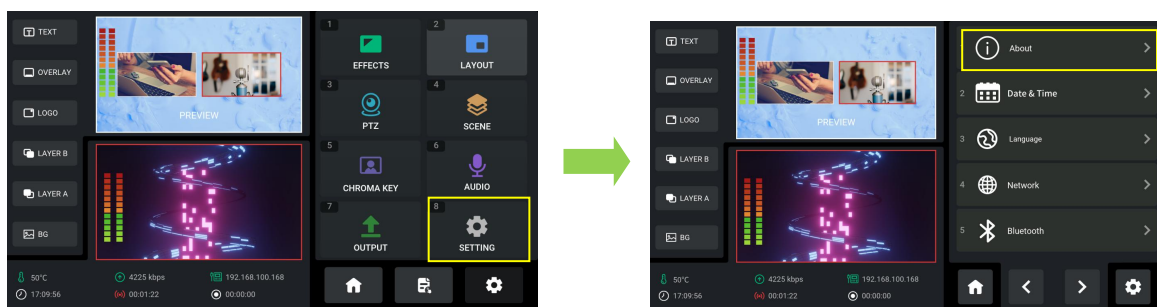 TEXT
OVERLAY
LOGO
LAYER B
LAYER A
BG
PREVIEW
1
EFFECTS
2
LAYOUT
3
PTZ
4
SCENE
5
CHROMA KEY
6
AUDIO
7
OUTPUT
8
SETTING
50°C
4225 kbps
192.168.100.168
17:09:56
00:01:22
00:00:00
TEXT
OVERLAY
LOGO
LAYER B
LAYER A
BG
PREVIEW
About
2 Date & Time
3 Language
4 Network
5 Bluetooth
50°C
4225 kbps
192.168.100.168
17:09:56
00:01:22
00:00:00